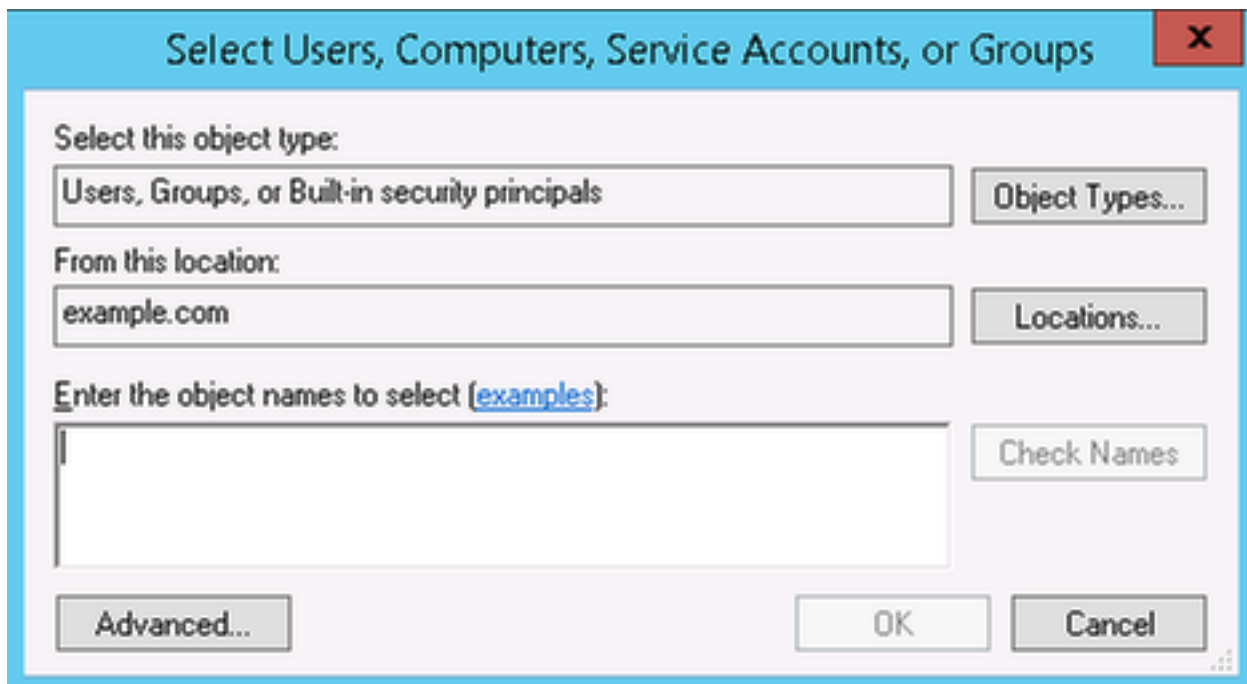 Select Users, Computers, Service Accounts, or Groups
x
Select this object type:
Users, Groups, or Built-in security principals
Object Types...
From this location:
example.com
Locations...
Enter the object names to select (examples):
Check Names
Advanced...
OK
Cancel